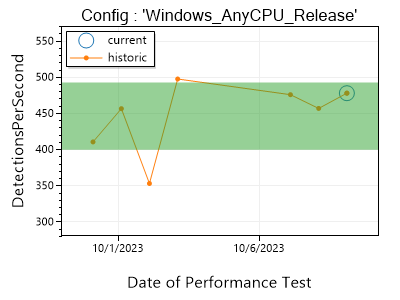 Config : 'Windows_AnyCPU_Release'
current
historic
DetectionsPerSecond
550
500
450
400
350
300
10/1/2023
10/6/2023
Date of Performance Test